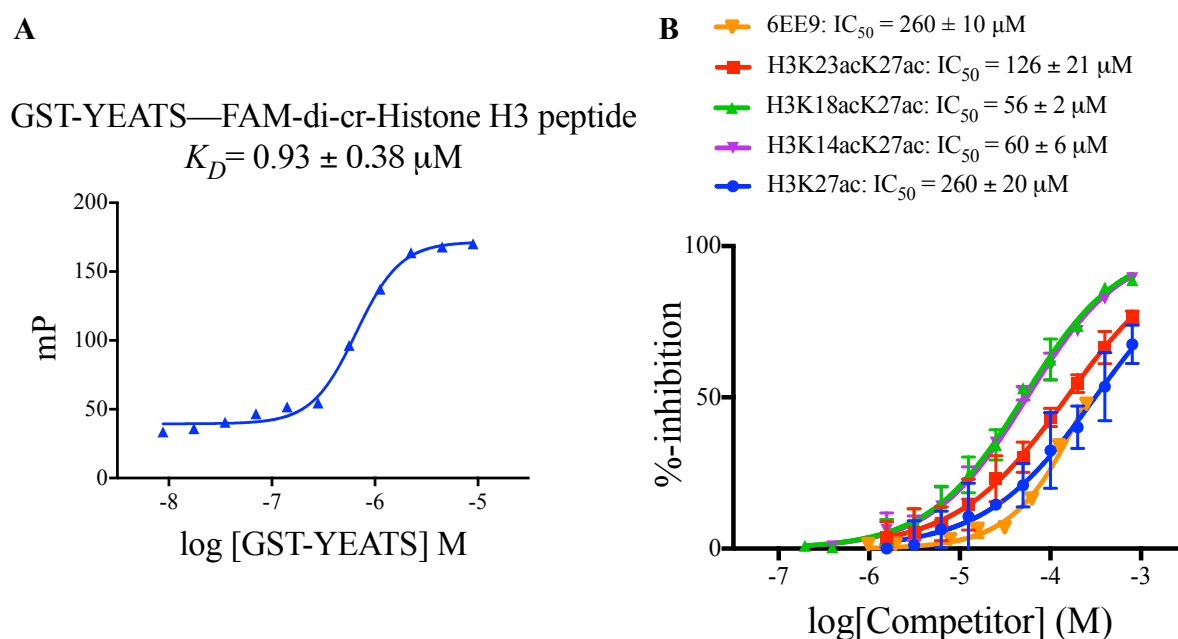 A
GST-YEATS—FAM-di-cr-Histone H3 peptide
K_D= 0.93 ± 0.38 μM
200
150
100
50
0
mP
-8 -7 -6 -5
log [GST-YEATS] M
B
6EE9: IC50 = 260 ± 10 μM
H3K23acK27ac: IC50 = 126 ± 21 μM
H3K18acK27ac: IC50 = 56 ± 2 μM
H3K14acK27ac: IC50 = 60 ± 6 μM
H3K27ac: IC50 = 260 ± 20 μM
100
50
0
%-inhibition
-7 -6 -5 -4 -3
log[Competitor] (M)